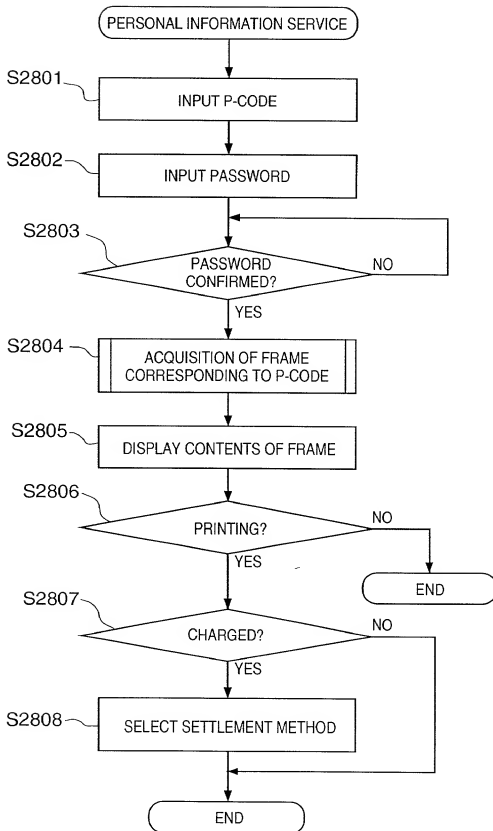 PERSONAL INFORMATION SERVICE
S2801
INPUT P-CODE
S2802
INPUT PASSWORD
S2803
PASSWORD
CONFIRMED?
NO
YES
S2804
ACQUISITION OF FRAME
CORRESPONDING TO P-CODE
S2805
DISPLAY CONTENTS OF FRAME
S2806
PRINTING?
NO
YES
END
S2807
CHARGED?
NO
YES
S2808
SELECT SETTLEMENT METHOD
END